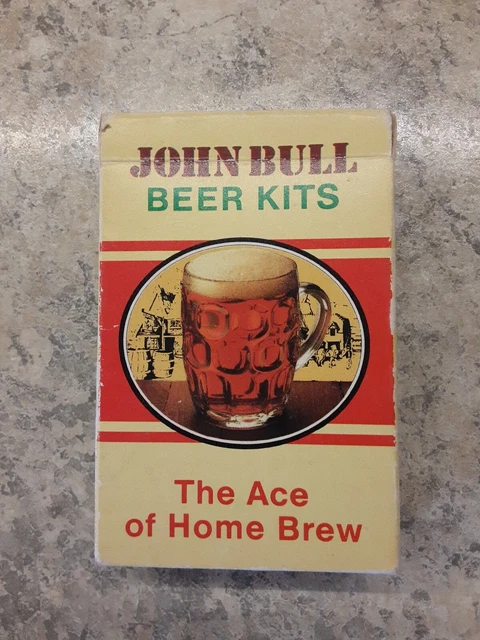 JOHN BULL
BEER KITS
The Ace
of Home Brew